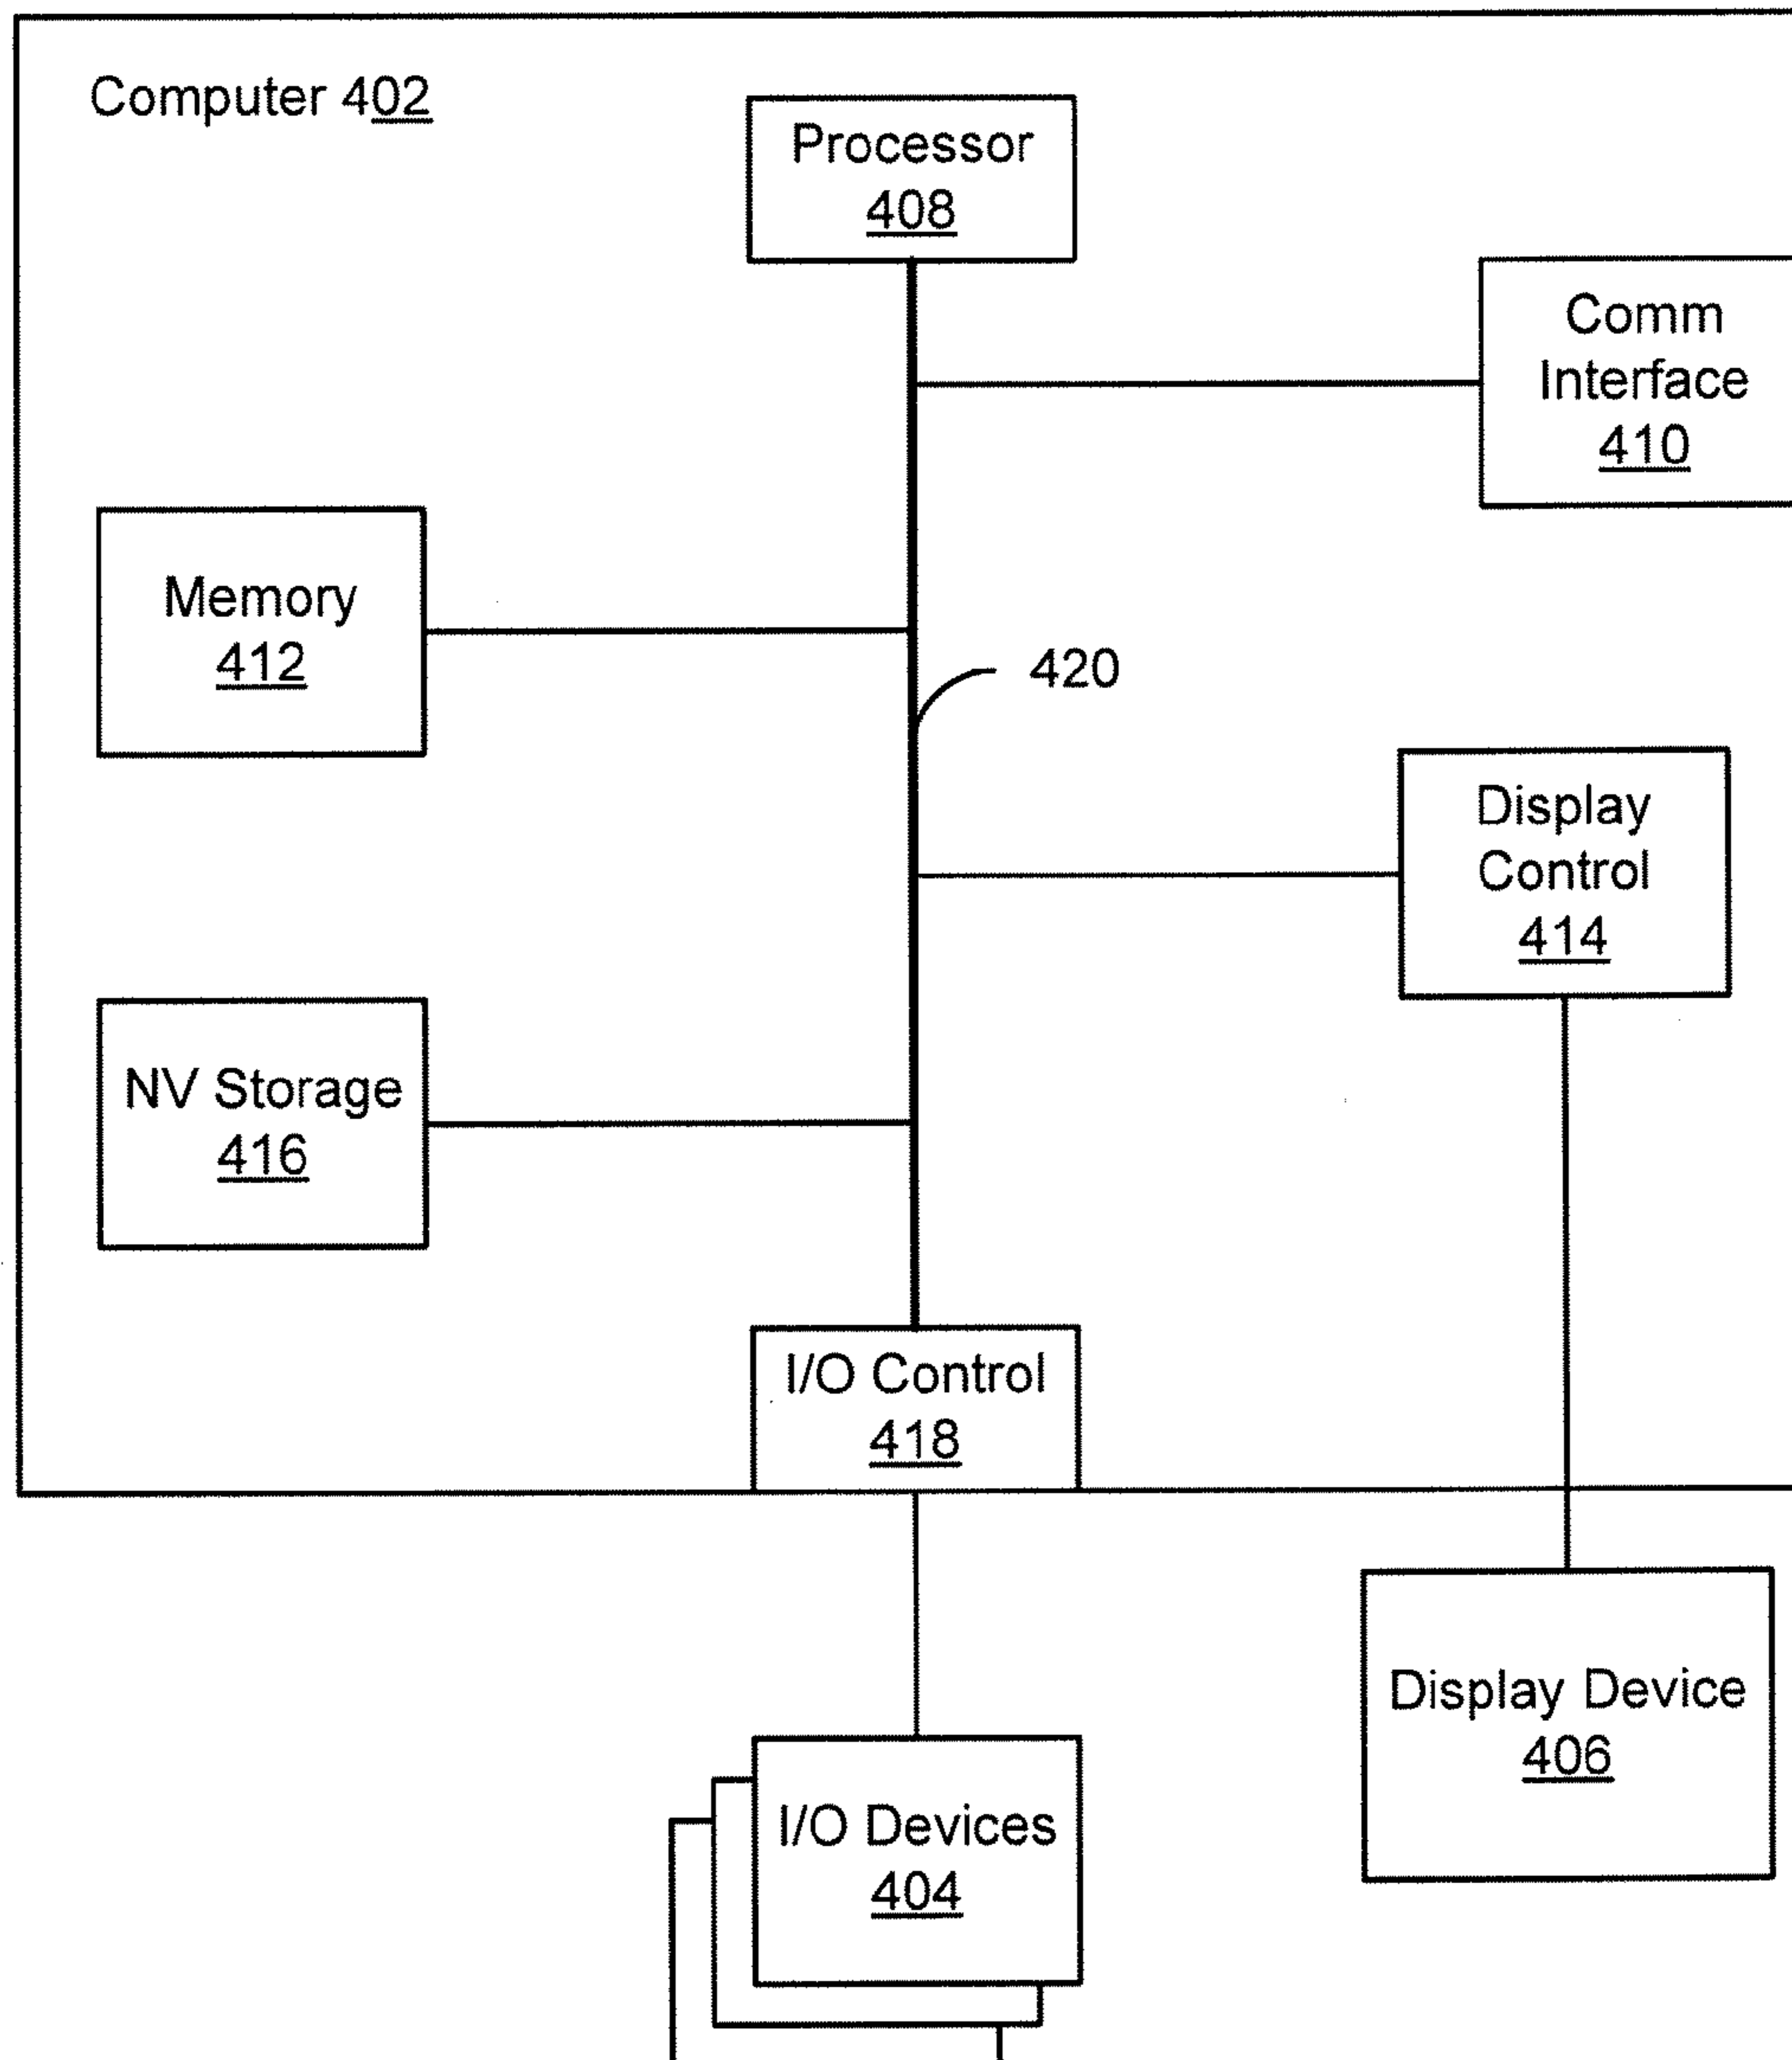 Computer 402
Processor
408
Comm
Interface
410
Memory
412
420
Display
Control
414
NV Storage
416
I/O Control
418
Display Device
406
I/O Devices
404